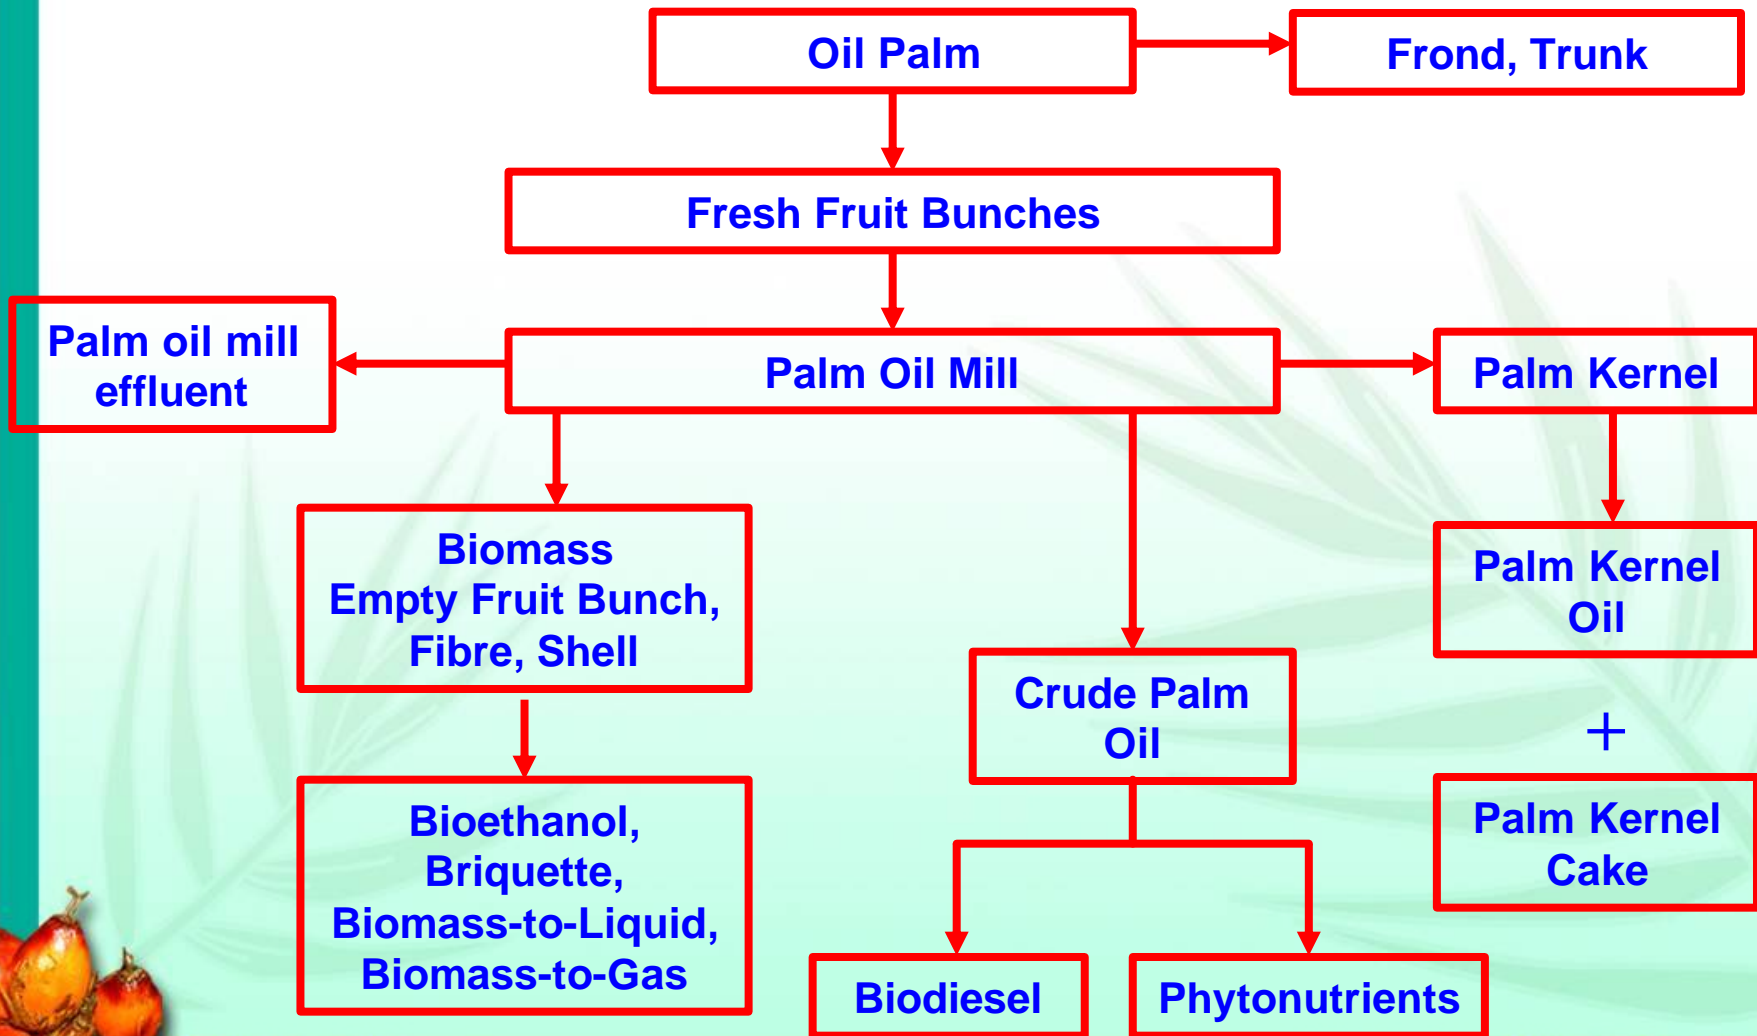 Oil Palm
Frond, Trunk
Fresh Fruit Bunches
Palm oil mill
effluent
Palm Oil Mill
Palm Kernel
Biomass
Empty Fruit Bunch,
Fibre, Shell
Palm Kernel
Oil
Crude Palm
Oil
+
Palm Kernel
Cake
Bioethanol,
Briquette,
Biomass-to-Liquid,
Biomass-to-Gas
Biodiesel
Phytonutrients